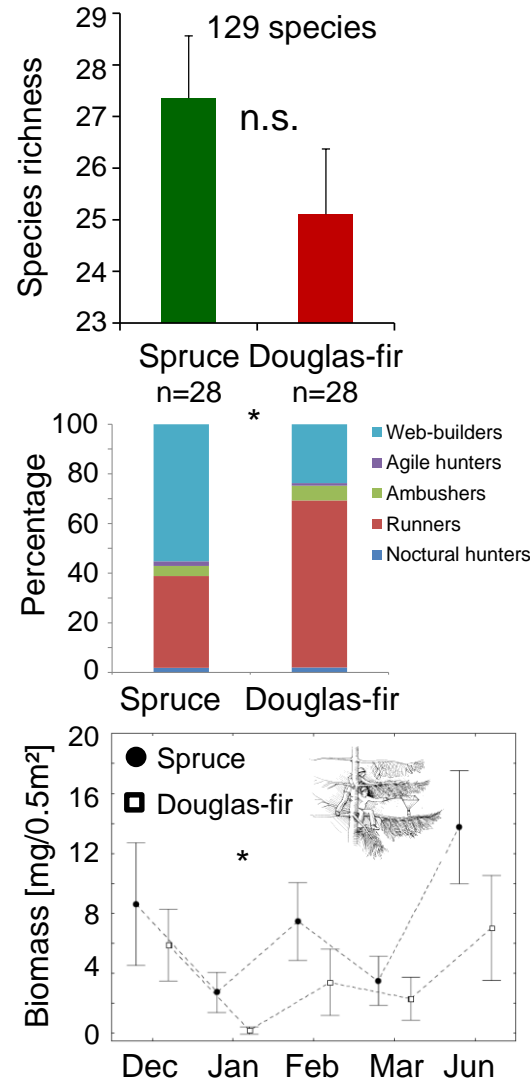 29
28
27
26
25
24
23
Species richness
129 species
n.s.
Spruce Douglas-fir
n=28 n=28
*
100
80
60
40
20
0
Percentage
Web-builders
Agile hunters
Ambushers
Runners
Noctural hunters
Spruce Douglas-fir
20
16
12
8
4
0
Biomass [mg/0.5m²]
Spruce
Douglas-fir
*
Dec Jan Feb Mar Jun